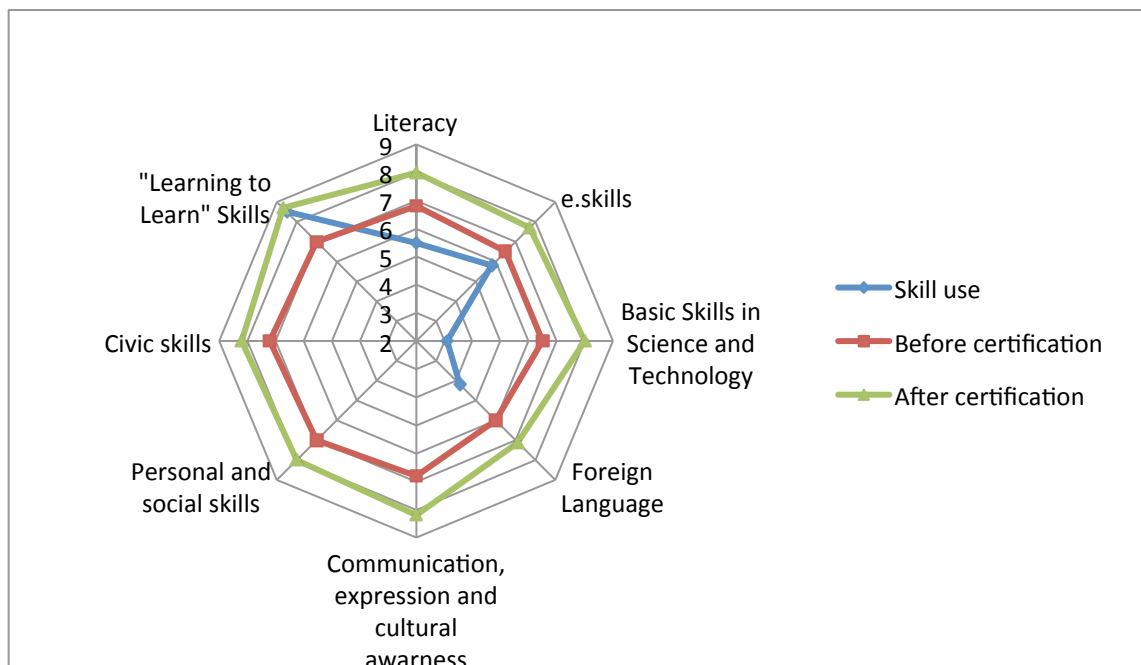 Literacy
9
8
7
6
5
4
3
2
e.skills
Basic Skills in
Science and
Technology
Foreign
Language
Communication,
expression and
cultural
awarness
Personal and
social skills
Civic skills
"Learning to
Learn" Skills
Skill use
Before certification
After certification